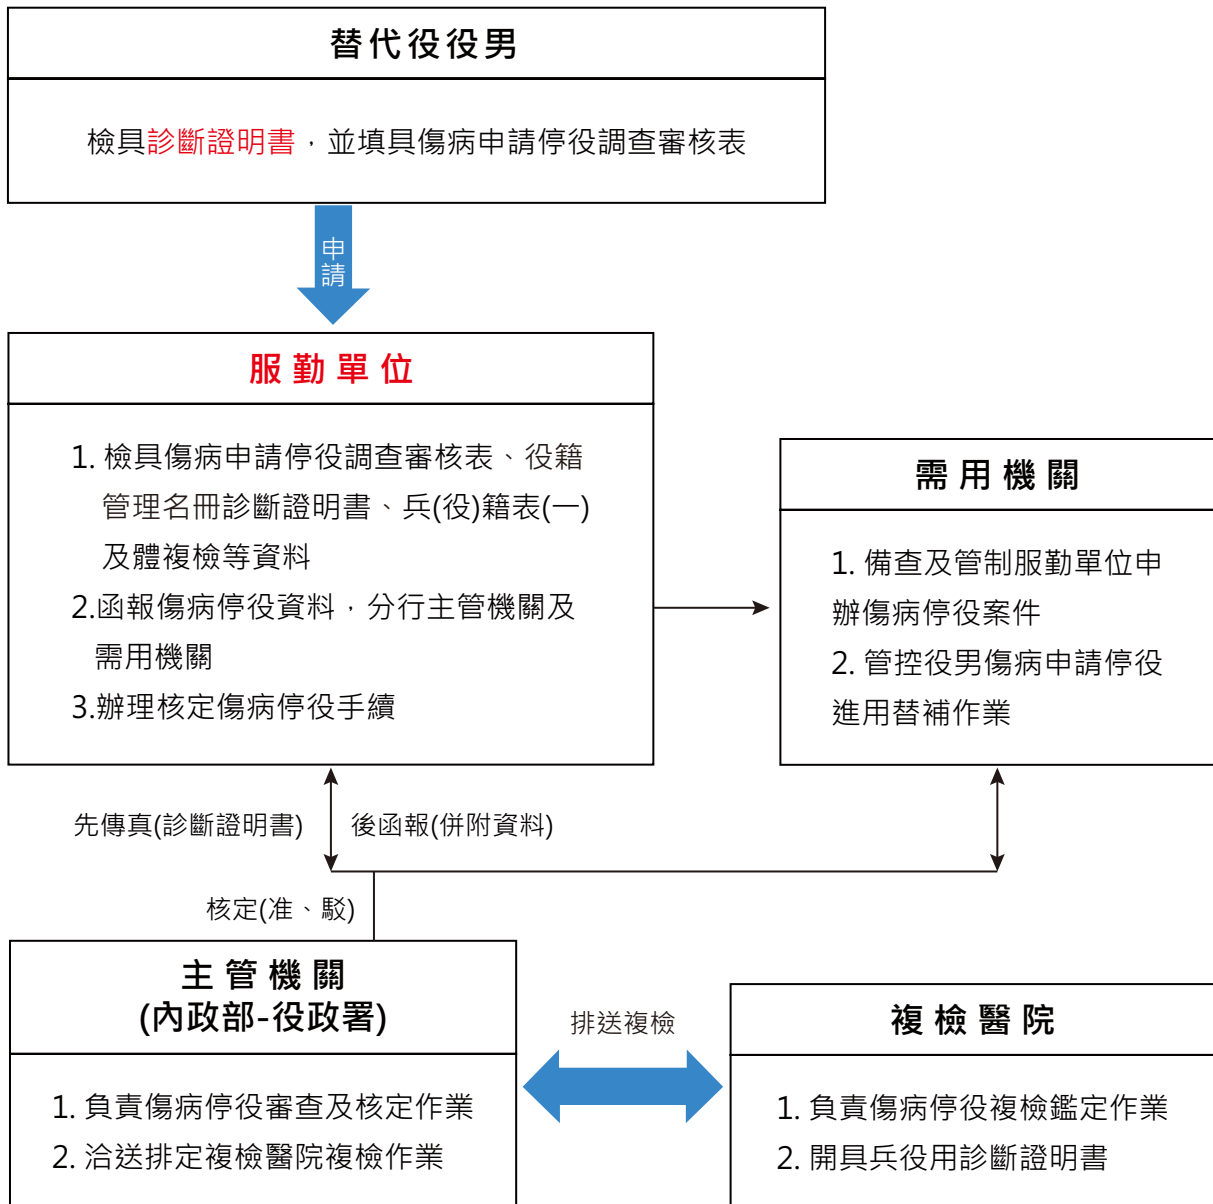 替代役役男
檢具診斷證明書，並填具傷病申請停役調查審核表
申
請
服勤單位
1. 檢具傷病申請停役調查審核表、役籍
管理名冊診斷證明書、兵(役)籍表(一)
及體複檢等資料
2.函報傷病停役資料，分行主管機關及
需用機關
3.辦理核定傷病停役手續
需用機關
1. 備查及管制服勤單位申
辦傷病停役案件
2. 管控役男傷病申請停役
進用替補作業
先傳真(診斷證明書)
後函報(併附資料)
核定(准、駁)
主管機關
(內政部-役政署)
1. 負責傷病停役審查及核定作業
2. 洽送排定複檢醫院複檢作業
排送複檢
複檢醫院
1. 負責傷病停役複檢鑑定作業
2. 開具兵役用診斷證明書